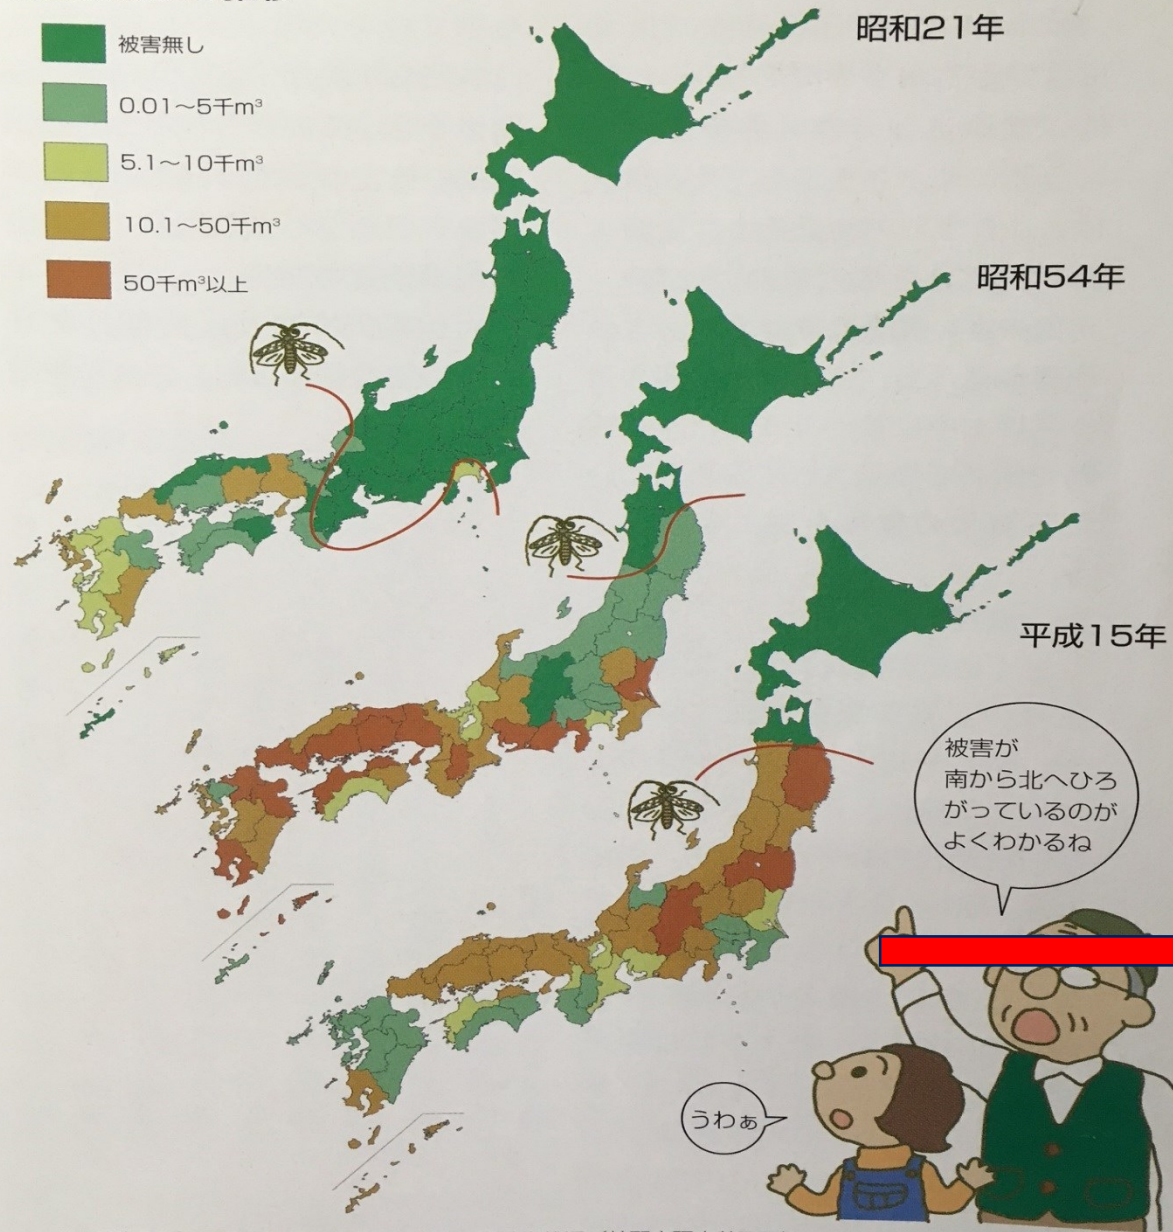 被害無し
0.01〜5千m³
5.1〜10千m³
10.1〜50千m³
50千m³以上
昭和21年
昭和54年
平成15年
被害が
南から北へひろ
がっているのが
よくわかるね
うわぁ